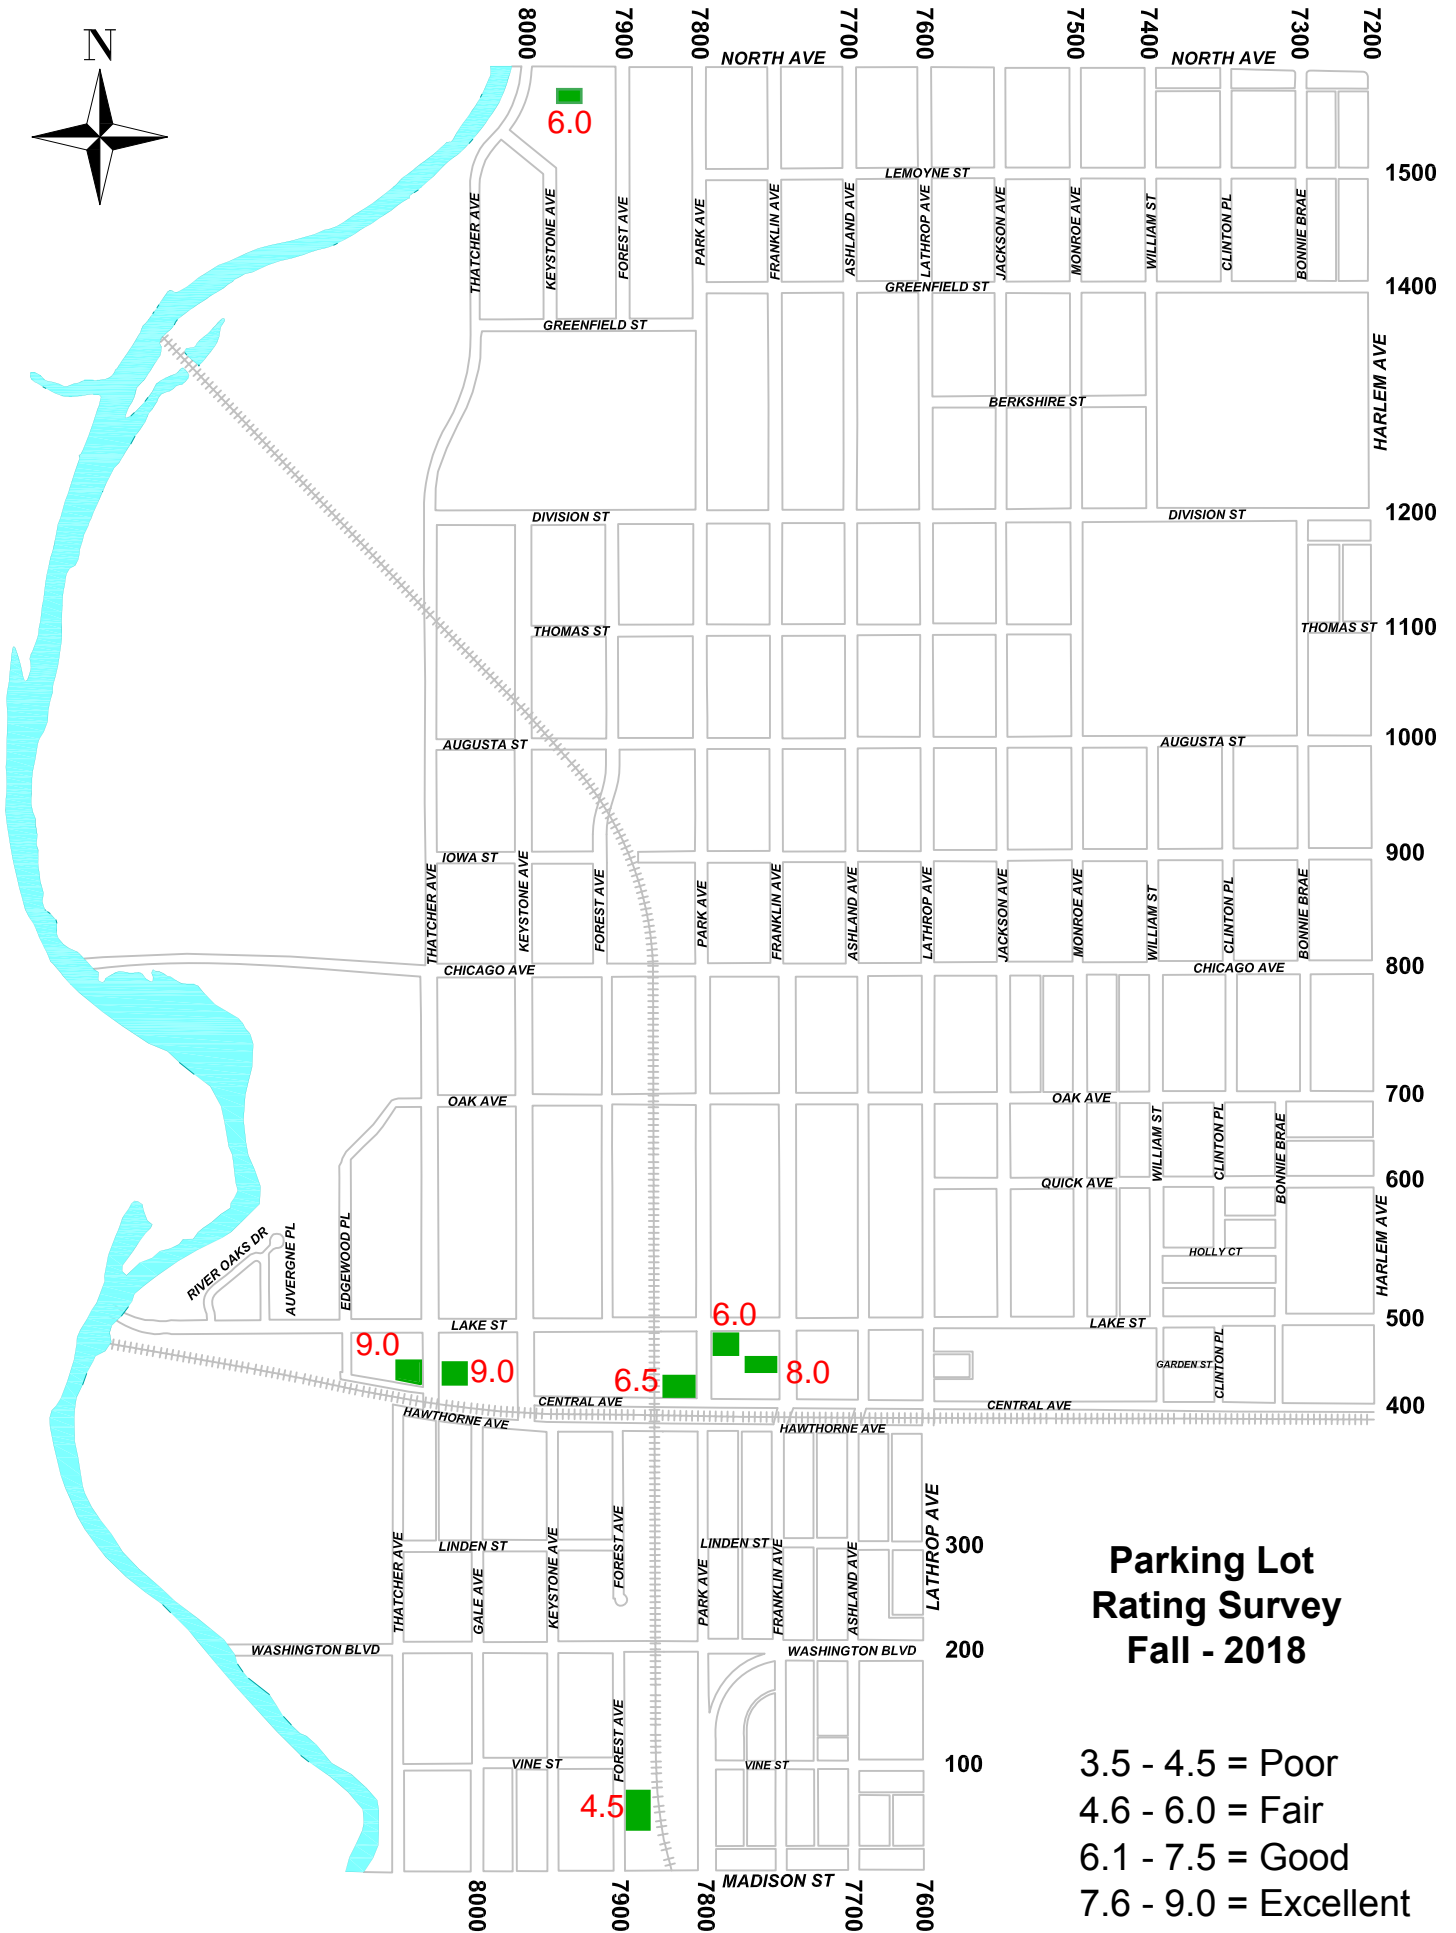 8000 7900 7800 7700 7600 7500 7400 7300 7200
N
NORTH AVE NORTH AVE
6.0
LEMOYNE ST 1500
THATCHER AVE KEYSTONE AVE FOREST AVE PARK AVE FRANKLIN AVE ASHLAND AVE LATHROP AVE JACKSON AVE MONROE AVE WILLIAM ST CLINTON PL BONNIE BRAE
GREENFIELD ST 1400
GREENFIELD ST
HARLEM AVE
BERKSHIRE ST
DIVISION ST DIVISION ST 1200
THOMAS ST THOMAS ST 1100
AUGUSTA ST AUGUSTA ST 1000
IOWA ST 900
THATCHER AVE KEYSTONE AVE FOREST AVE PARK AVE FRANKLIN AVE ASHLAND AVE LATHROP AVE JACKSON AVE MONROE AVE WILLIAM ST CLINTON PL BONNIE BRAE
CHICAGO AVE CHICAGO AVE 800
OAK AVE OAK AVE 700
WILLIAM ST CLINTON PL BONNIE BRAE
QUICK AVE 600
RIVER OAKS DR AUVERGNE PL EDGEWOOD PL HOLLY CT HARLEM AVE
6.0
LAKE ST LAKE ST 500
9.0 9.0 6.5 8.0
GARDEN ST CLINTON PL
CENTRAL AVE CENTRAL AVE 400
HAWTHORNE AVE HAWTHORNE AVE
LINDEN ST LINDEN ST 300
THATCHER AVE GALE AVE KEYSTONE AVE FOREST AVE PARK AVE FRANKLIN AVE ASHLAND AVE LATHROP AVE
Parking Lot
Rating Survey
Fall - 2018
WASHINGTON BLVD WASHINGTON BLVD 200
FOREST AVE
VINE ST VINE ST 100
4.5
3.5 - 4.5 = Poor
4.6 - 6.0 = Fair
6.1 - 7.5 = Good
7.6 - 9.0 = Excellent
MADISON ST
8000 7900 7800 7700 7600